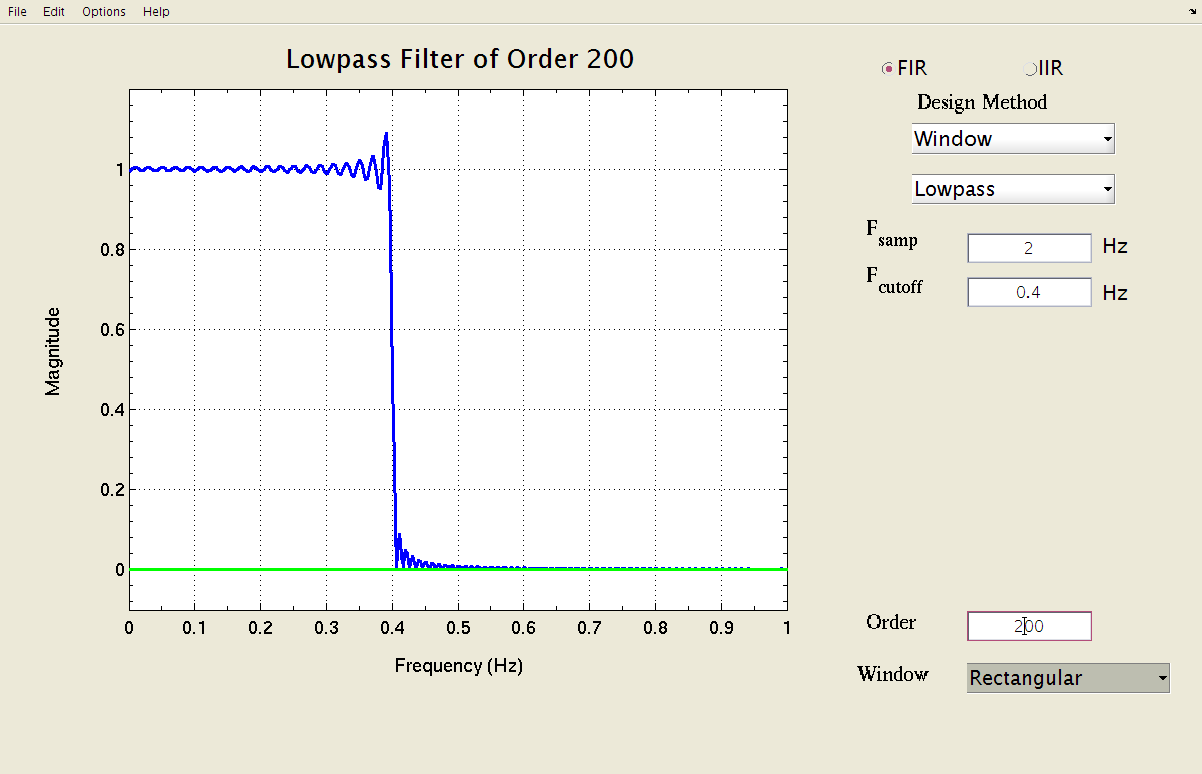 File Edit Options Help
Lowpass Filter of Order 200
FIR IIR
Design Method
Window
Lowpass
F samp 2 Hz
F cutoff 0.4 Hz
Magnitude
1
0.8
0.6
0.4
0.2
0
0 0.1 0.2 0.3 0.4 0.5 0.6 0.7 0.8 0.9 1
Frequency (Hz)
Order 200
Window Rectangular